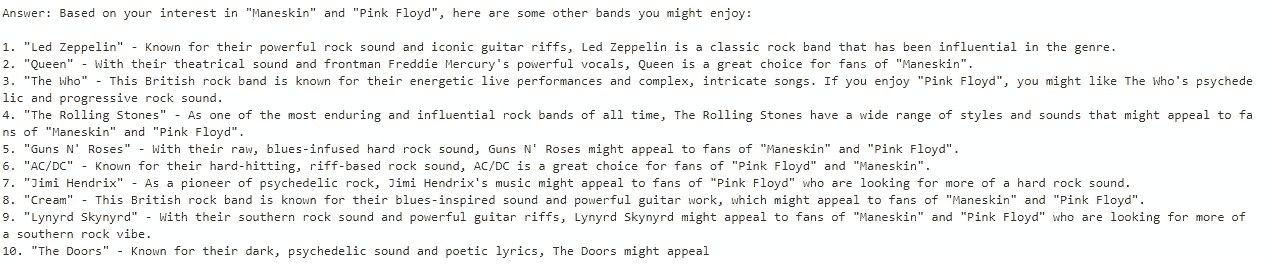 Answer: Based on your interest in "Maneskin" and "Pink Floyd", here are some other bands you might enjoy:
1. "Led Zeppelin" - Known for their powerful rock sound and iconic guitar riffs, Led Zeppelin is a classic rock band that has been influential in the genre.
2. "Queen" - With their theatrical sound and frontman Freddie Mercury's powerful vocals, Queen is a great choice for fans of "Maneskin".
3. "The Who" - This British rock band is known for their energetic live performances and complex, intricate songs. If you enjoy "Pink Floyd", you might like The Who's psychede
lic and progressive rock sound.
4. "The Rolling Stones" - As one of the most enduring and influential rock bands of all time, The Rolling Stones have a wide range of styles and sounds that might appeal to fa
ns of "Maneskin" and "Pink Floyd".
5. "Guns N' Roses" - With their raw, blues-infused hard rock sound, Guns N' Roses might appeal to fans of "Maneskin" and "Pink Floyd".
6. "AC/DC" - Known for their hard-hitting, riff-based rock sound, AC/DC is a great choice for fans of "Pink Floyd" and "Maneskin".
7. "Jimi Hendrix" - As a pioneer of psychedelic rock, Jimi Hendrix's music might appeal to fans of "Pink Floyd" who are looking for more of a hard rock sound.
8. "Cream" - This British rock band is known for their blues-inspired sound and powerful guitar work, which might appeal to fans of "Maneskin" and "Pink Floyd".
9. "Lynyrd Skynyrd" - With their southern rock sound and powerful guitar riffs, Lynyrd Skynyrd might appeal to fans of "Maneskin" and "Pink Floyd" who are looking for more of
a southern rock vibe.
10. "The Doors" - Known for their dark, psychedelic sound and poetic lyrics, The Doors might appeal